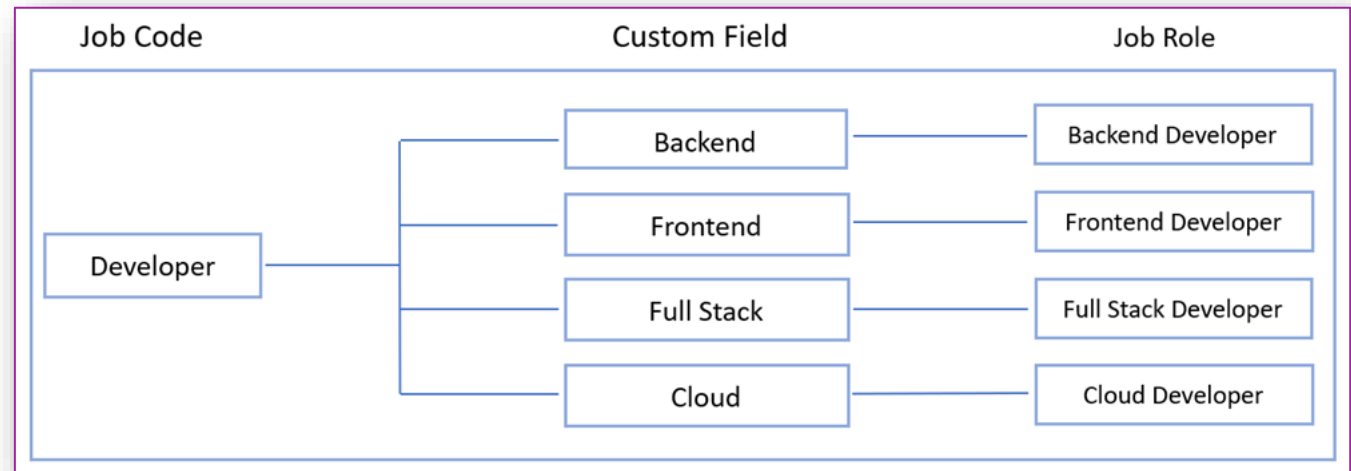 Job Code
Custom Field
Job Role
Developer
Backend
Backend Developer
Frontend
Frontend Developer
Full Stack
Full Stack Developer
Cloud
Cloud Developer